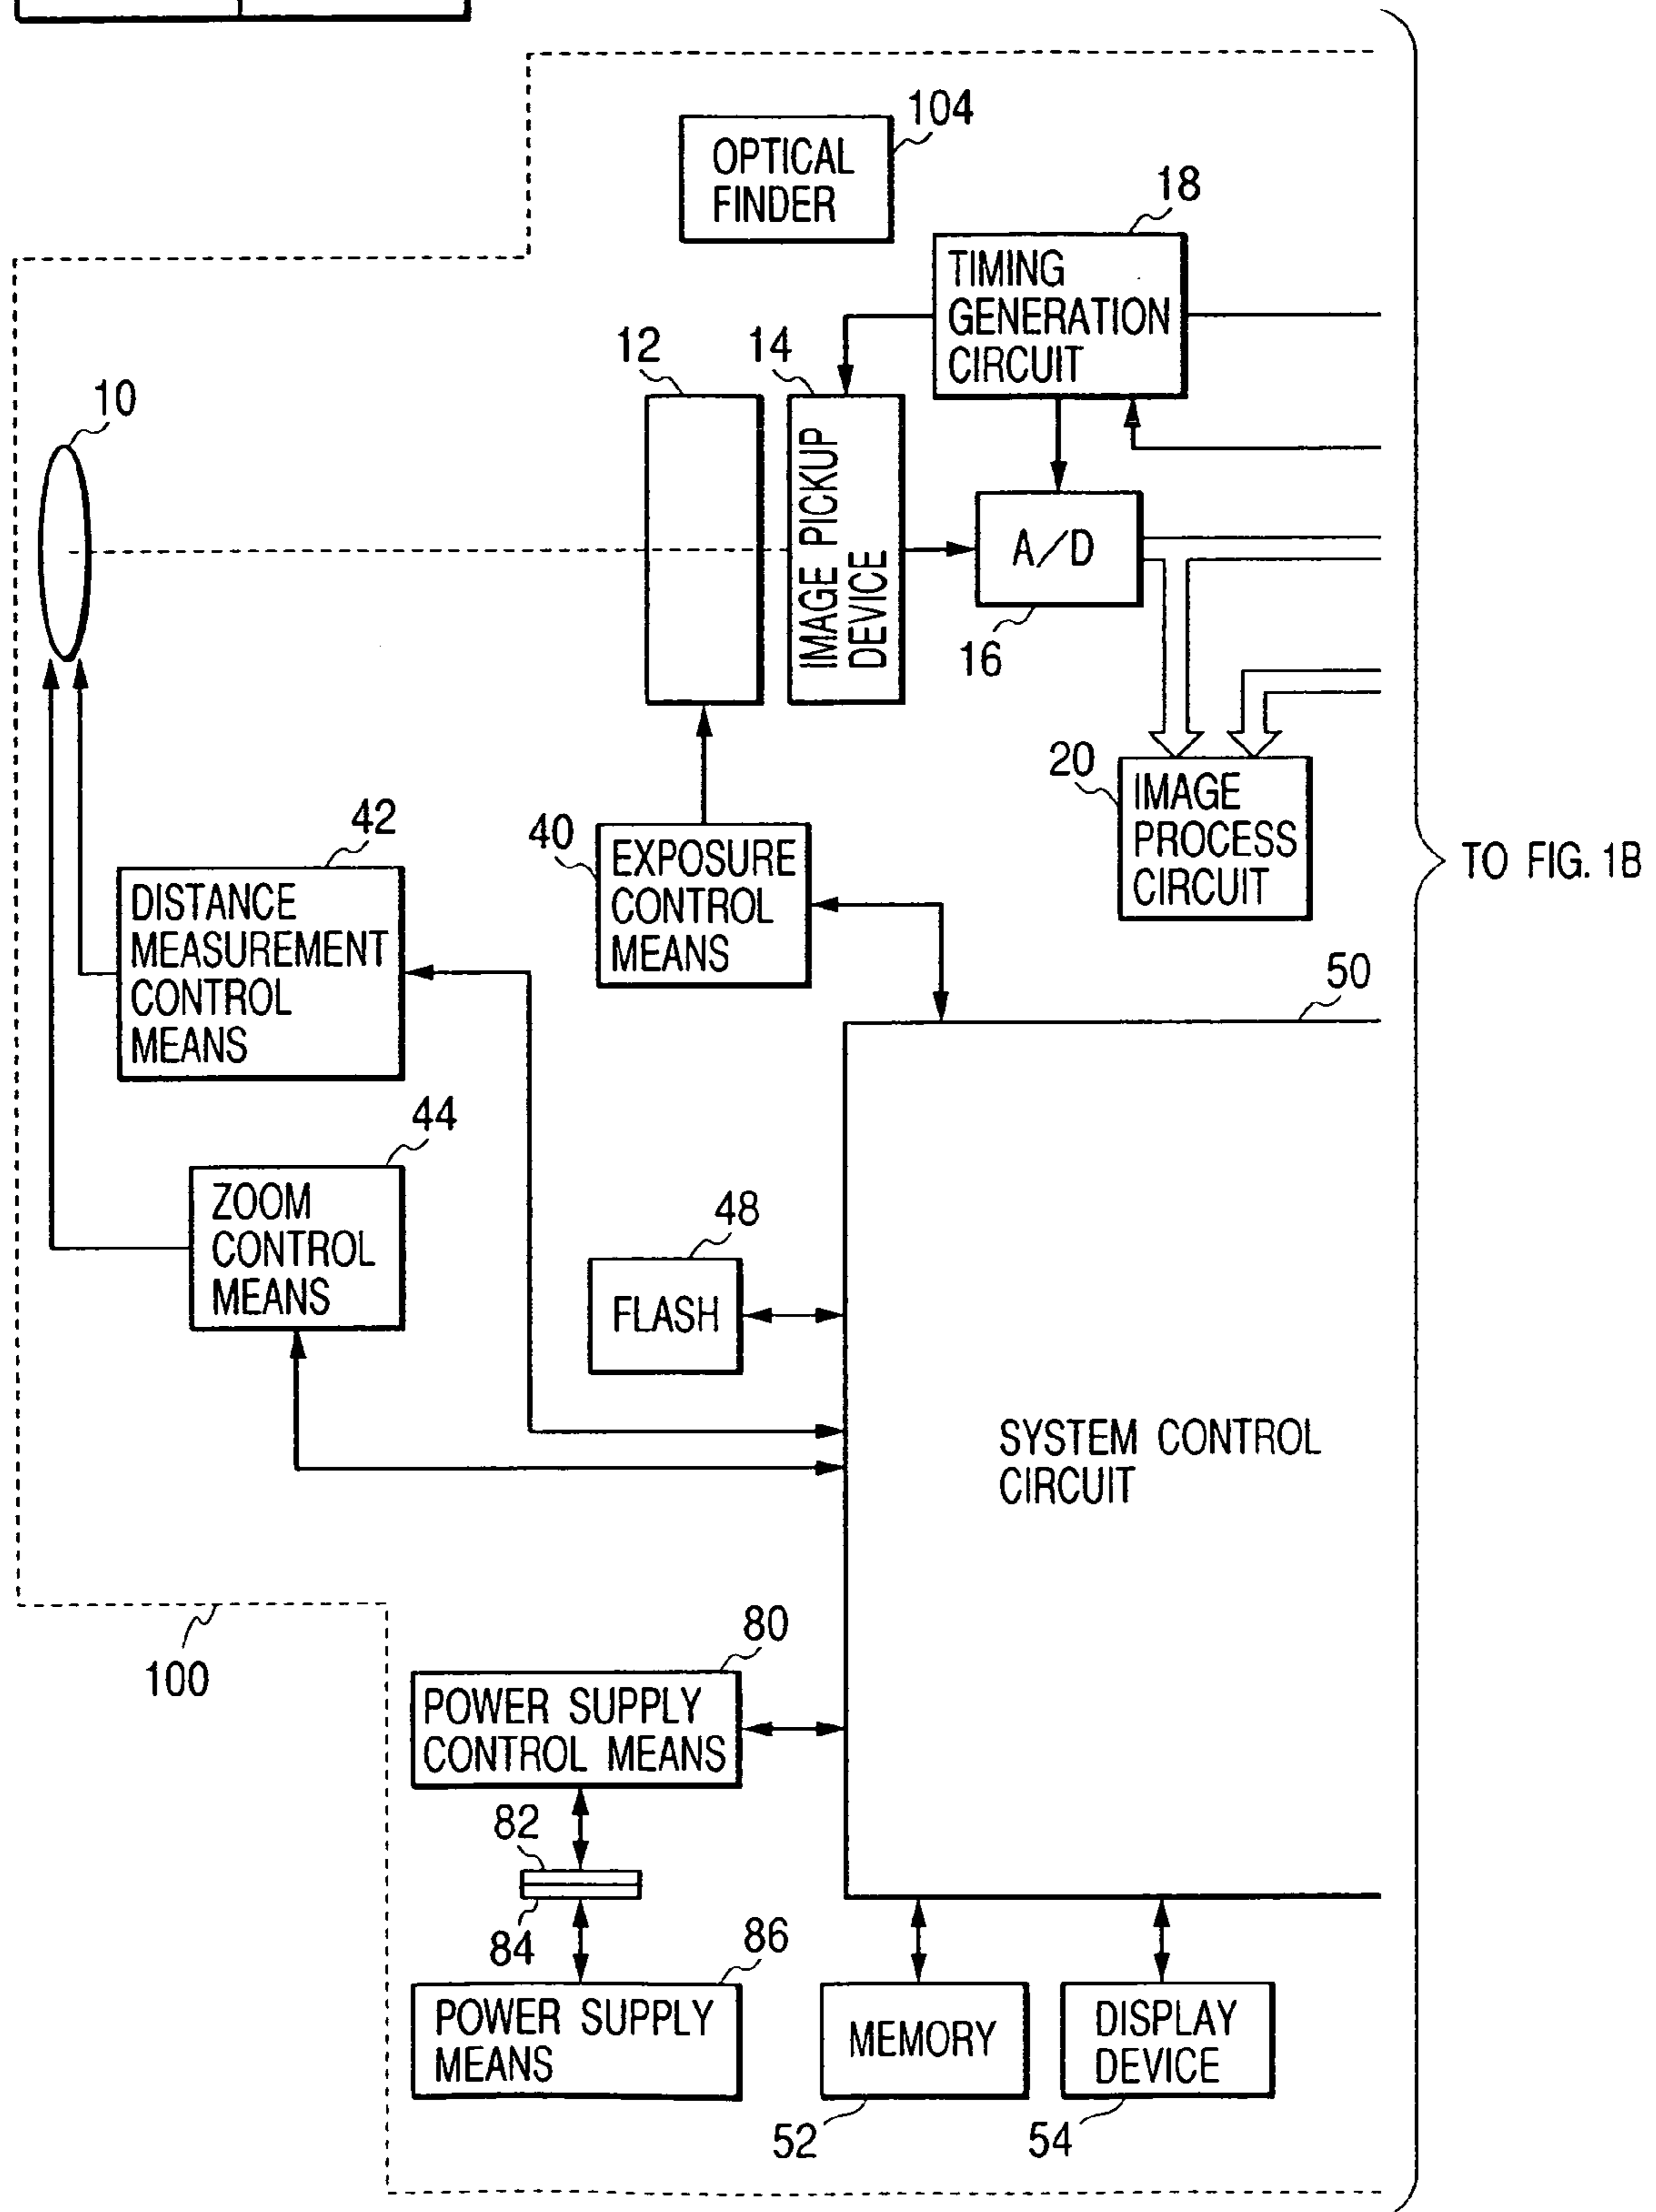 104
OPTICAL
FINDER
18
TIMING
GENERATION
CIRCUIT
12
14
10
IMAGE PICKUP
DEVICE
A/D
16
20
IMAGE
PROCESS
CIRCUIT
TO FIG. 1B
42
DISTANCE
MEASUREMENT
CONTROL
MEANS
40
EXPOSURE
CONTROL
MEANS
50
44
ZOOM
CONTROL
MEANS
48
FLASH
SYSTEM CONTROL
CIRCUIT
100
80
POWER SUPPLY
CONTROL MEANS
82
84
86
POWER SUPPLY
MEANS
MEMORY
52
DISPLAY
DEVICE
54